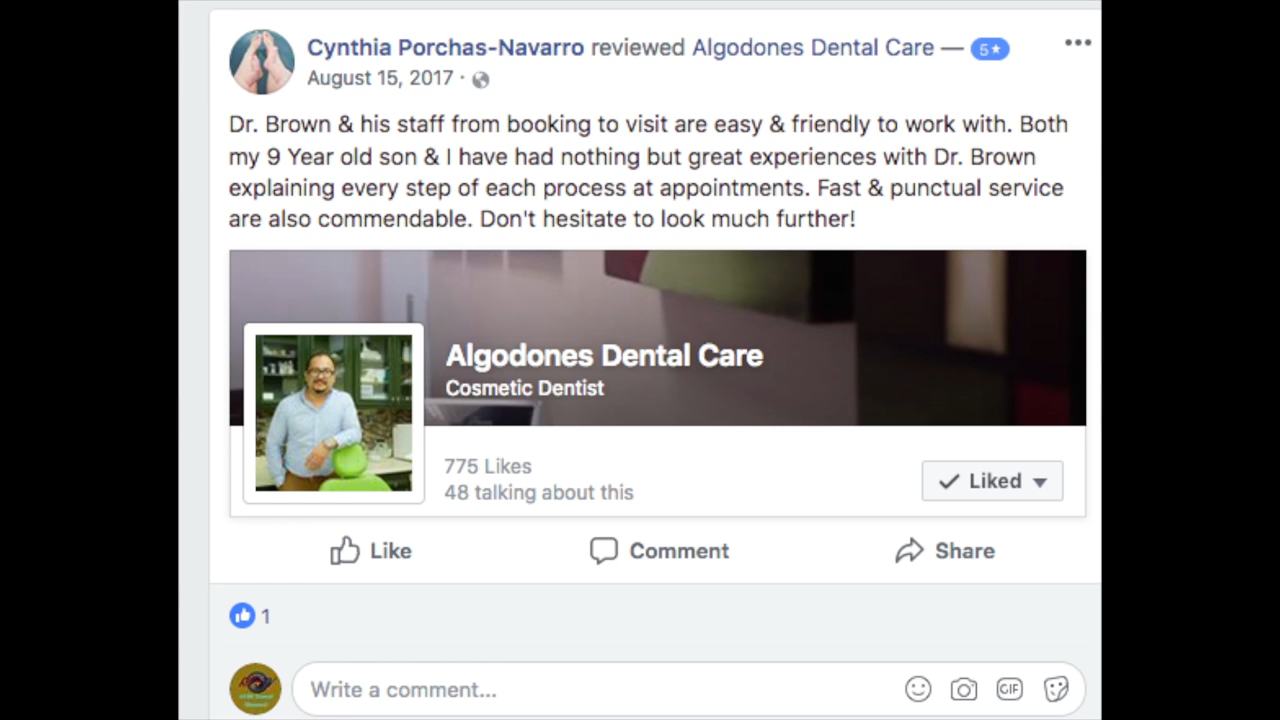 Cynthia Porchas-Navarro reviewed Algodones Dental Care — 5★
August 15, 2017 ·
Dr. Brown & his staff from booking to visit are easy & friendly to work with. Both
my 9 Year old son & I have had nothing but great experiences with Dr. Brown
explaining every step of each process at appointments. Fast & punctual service
are also commendable. Don't hesitate to look much further!
Algodones Dental Care
Cosmetic Dentist
775 Likes
48 talking about this
Liked
Like Comment Share
1
Write a comment...
GIF